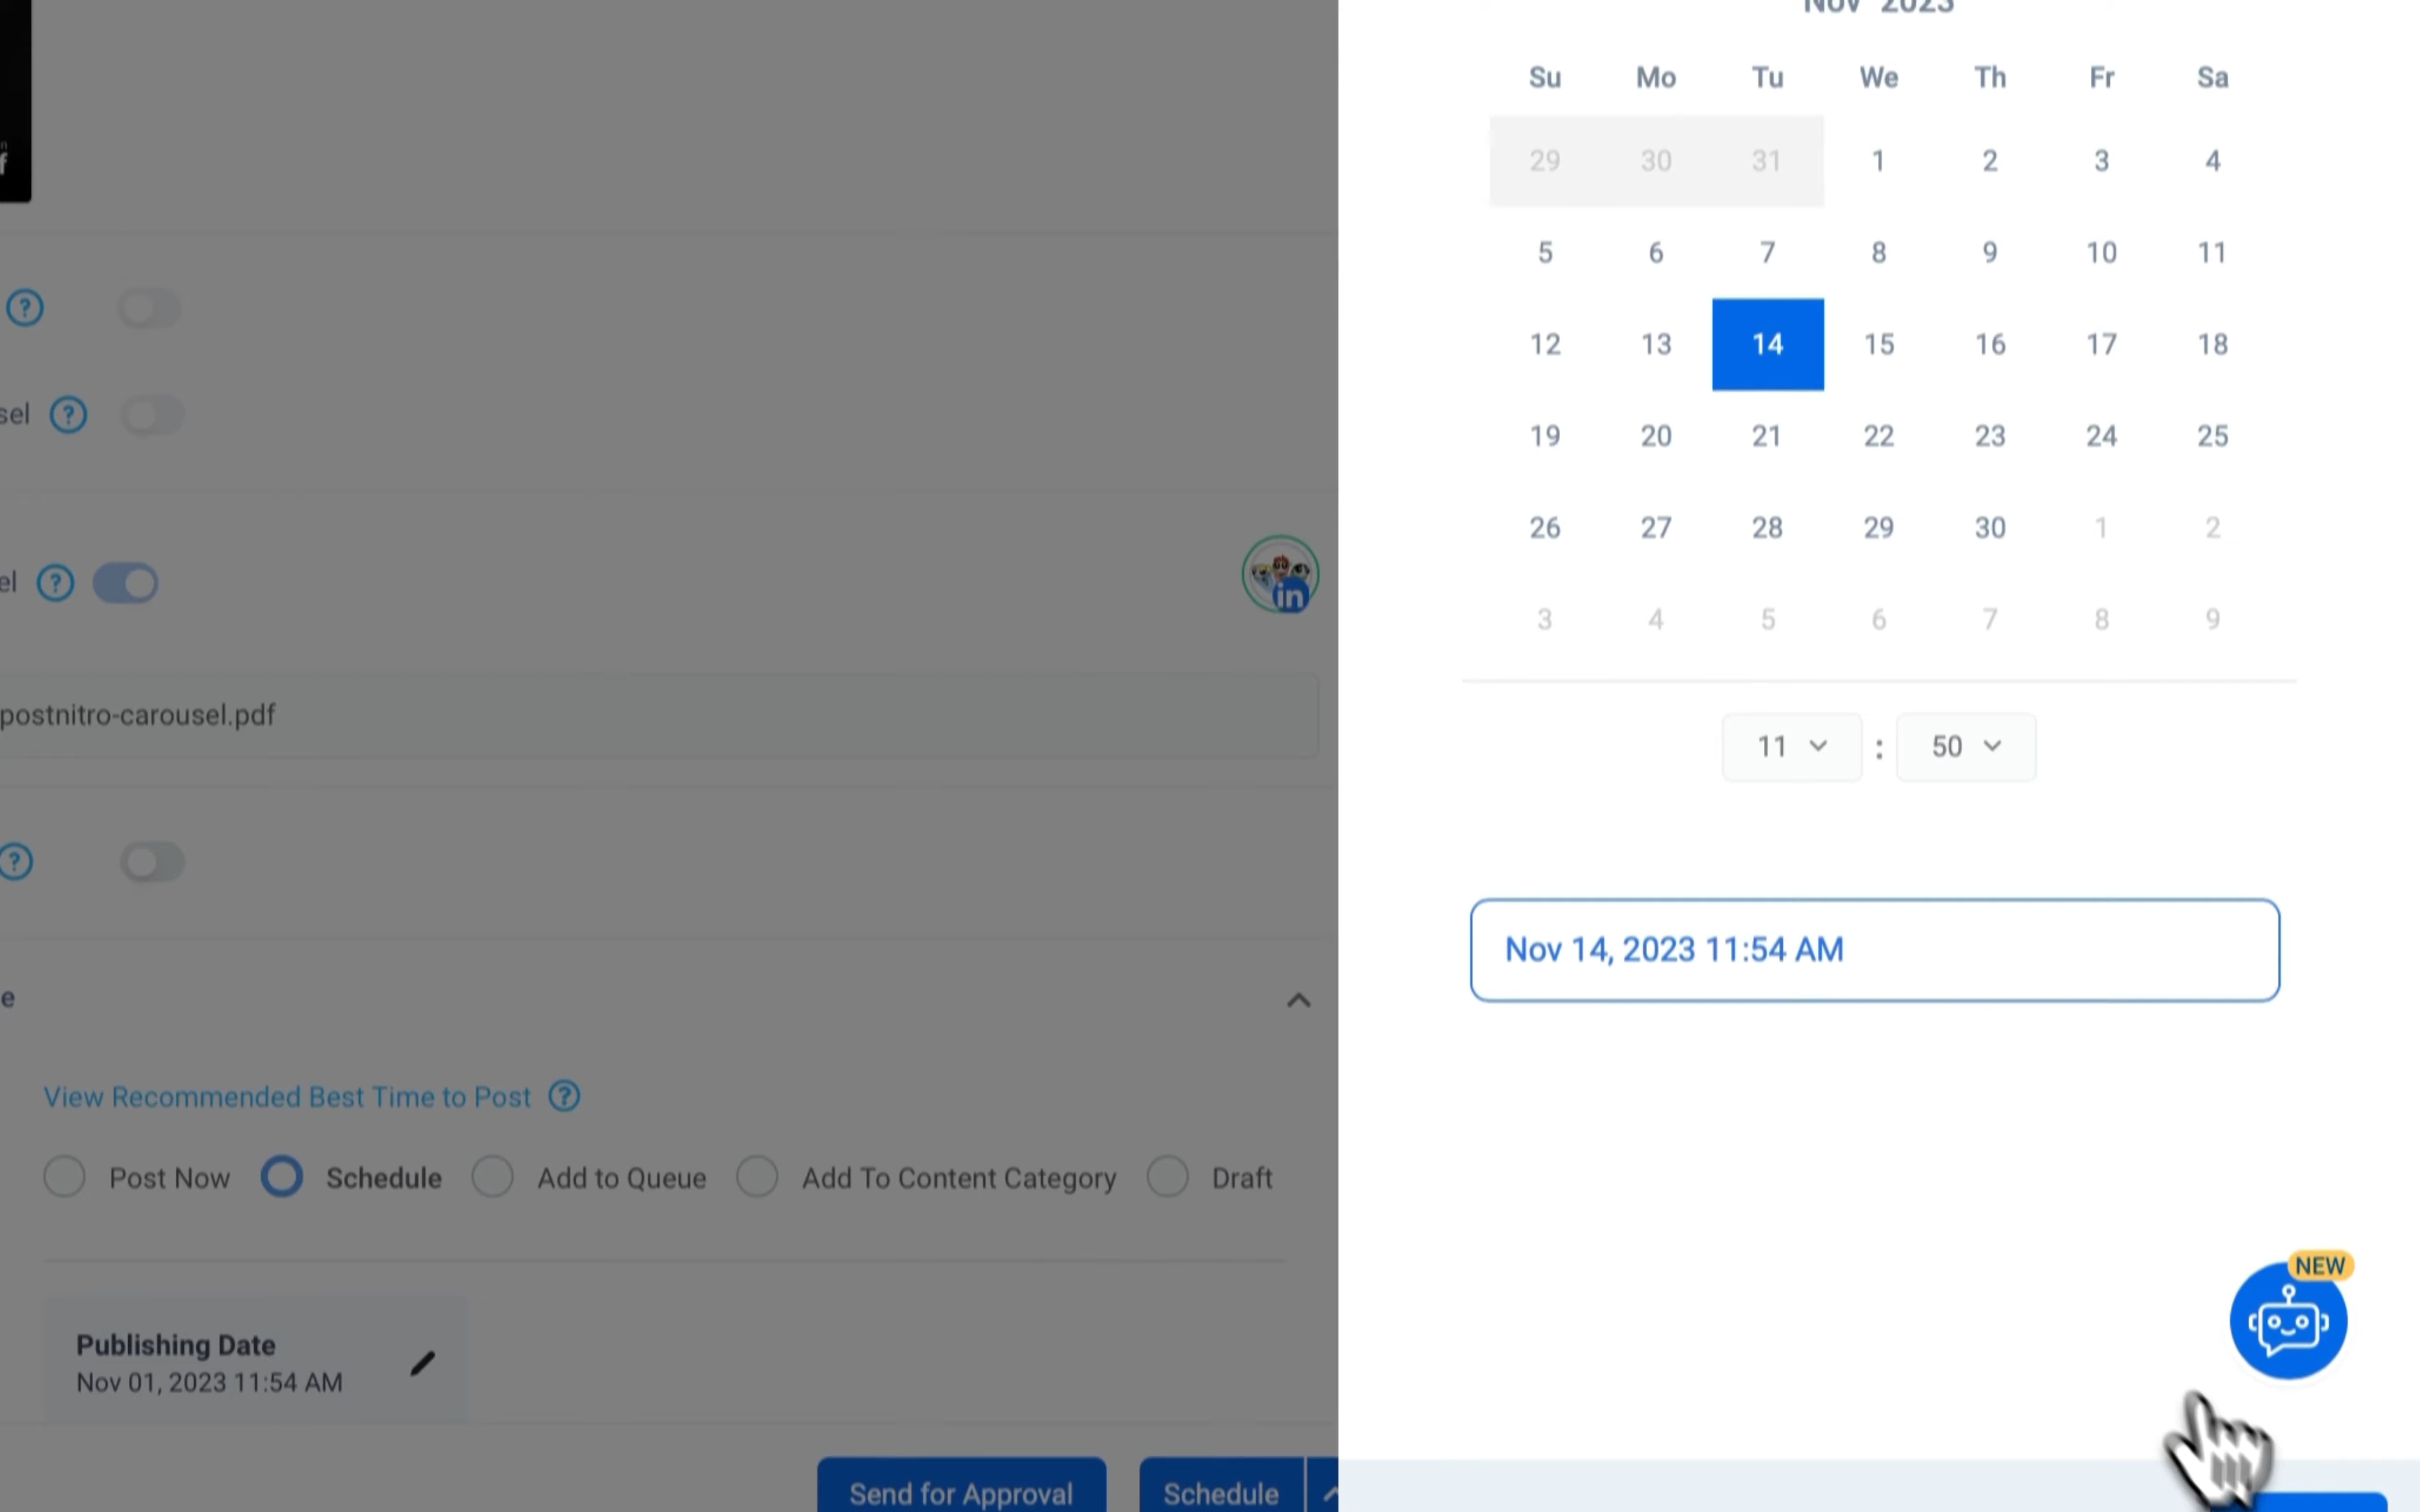 Nov 2023
Su Mo Tu We Th Fr Sa
29 30 31 1 2 3 4
5 6 7 8 9 10 11
12 13 14 15 16 17 18
19 20 21 22 23 24 25
26 27 28 29 30 1 2
3 4 5 6 7 8 9
11 : 50
Nov 14, 2023 11:54 AM
NEW
f
?
sel ?
el ?
in
postnitro-carousel.pdf
?
e
View Recommended Best Time to Post ?
Post Now Schedule Add to Queue Add To Content Category Draft
Publishing Date
Nov 01, 2023 11:54 AM
Send for Approval Schedule